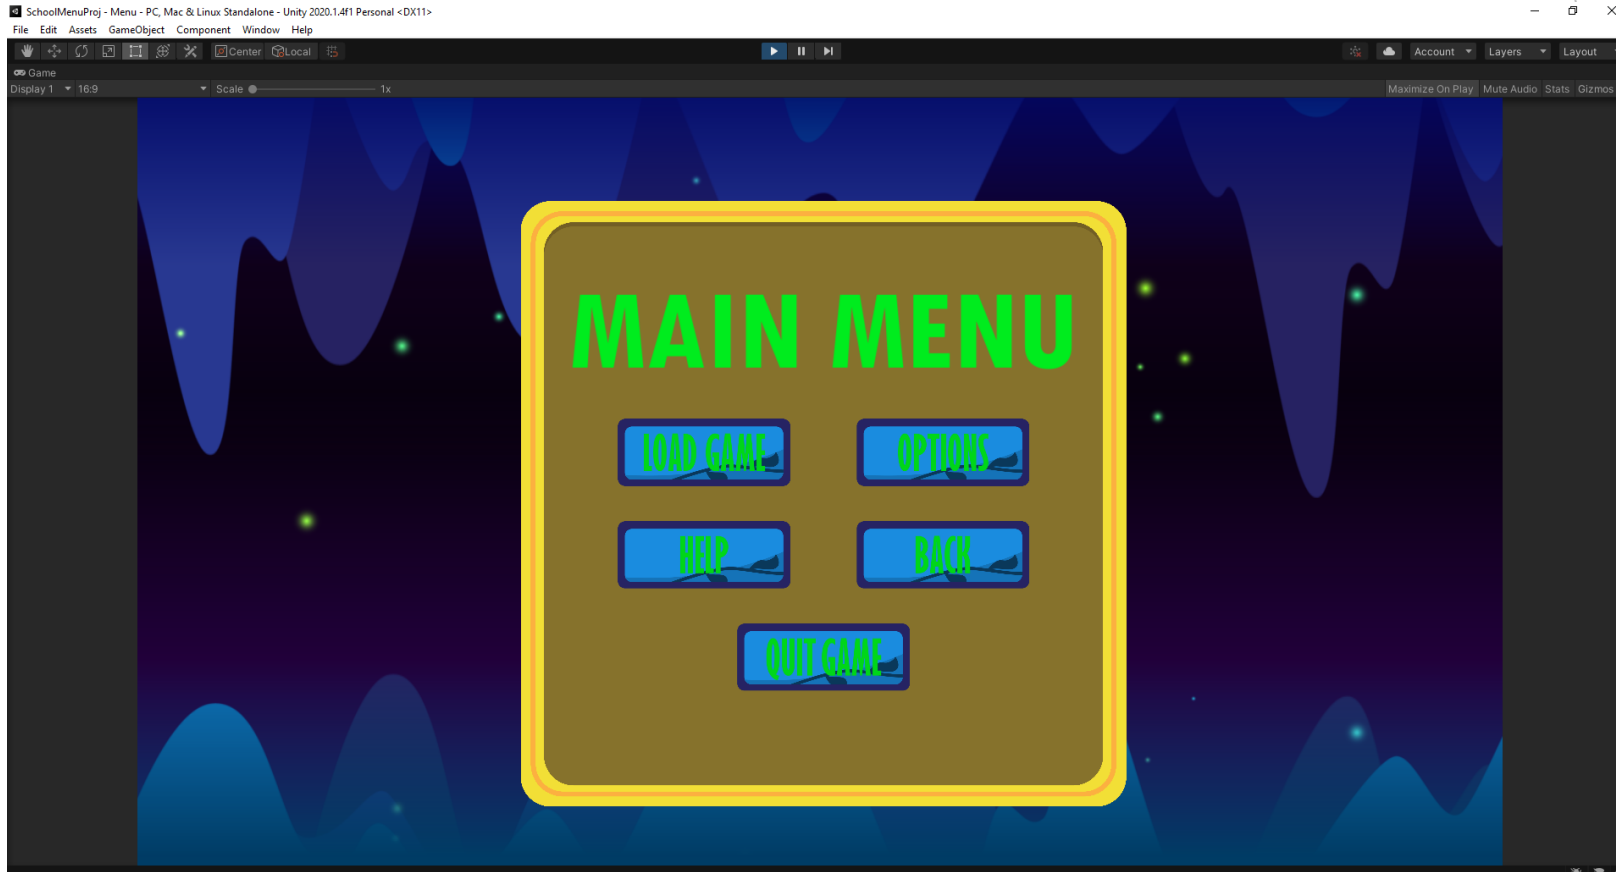 SchoolMenuProj - Menu - PC, Mac & Linux Standalone - Unity 2020.1.4f1 Personal <DX11>
File Edit Assets GameObject Component Window Help
Center Local Account Layers Layout
Game
Display 1 16:9 Scale 1x Maximize On Play Mute Audio Stats Gizmos
MAIN MENU
LOAD GAME OPTIONS
HELP BACK
QUIT GAME